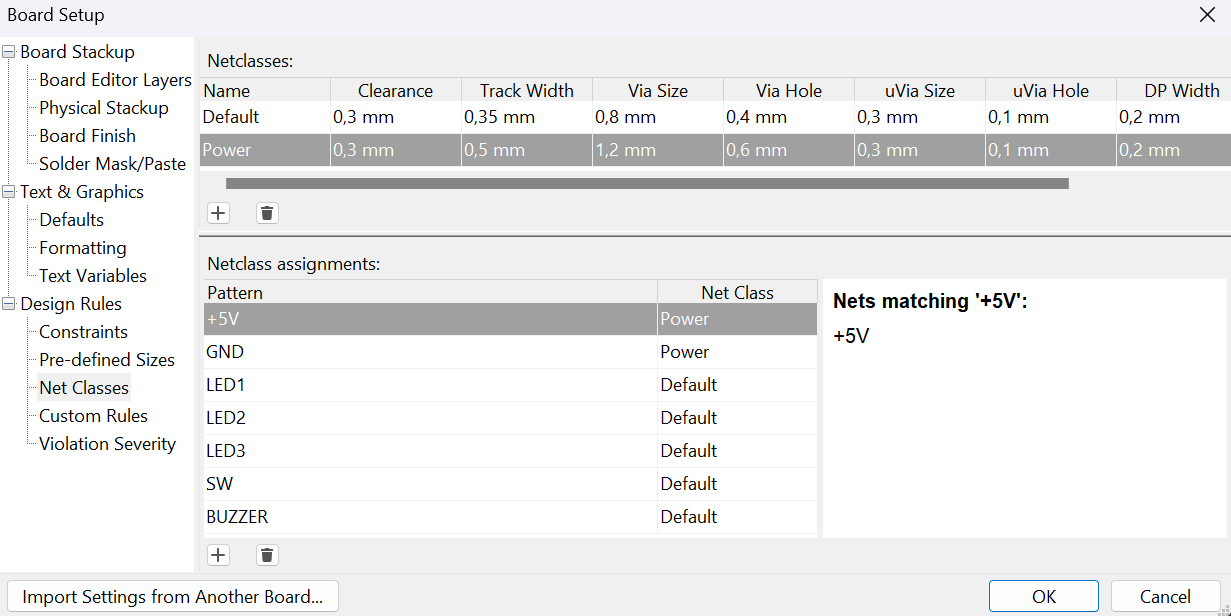 Board Setup
Board Stackup
Board Editor Layers
Physical Stackup
Board Finish
Solder Mask/Paste
Text & Graphics
Defaults
Formatting
Text Variables
Design Rules
Constraints
Pre-defined Sizes
Net Classes
Custom Rules
Violation Severity
Netclasses:
Name Clearance Track Width Via Size Via Hole uVia Size uVia Hole DP Width
Default 0,3 mm 0,35 mm 0,8 mm 0,4 mm 0,3 mm 0,1 mm 0,2 mm
Power 0,3 mm 0,5 mm 1,2 mm 0,6 mm 0,3 mm 0,1 mm 0,2 mm
Netclass assignments:
Pattern Net Class
+5V Power
GND Power
LED1 Default
LED2 Default
LED3 Default
SW Default
BUZZER Default
Nets matching '+5V':
+5V
Import Settings from Another Board...
OK Cancel